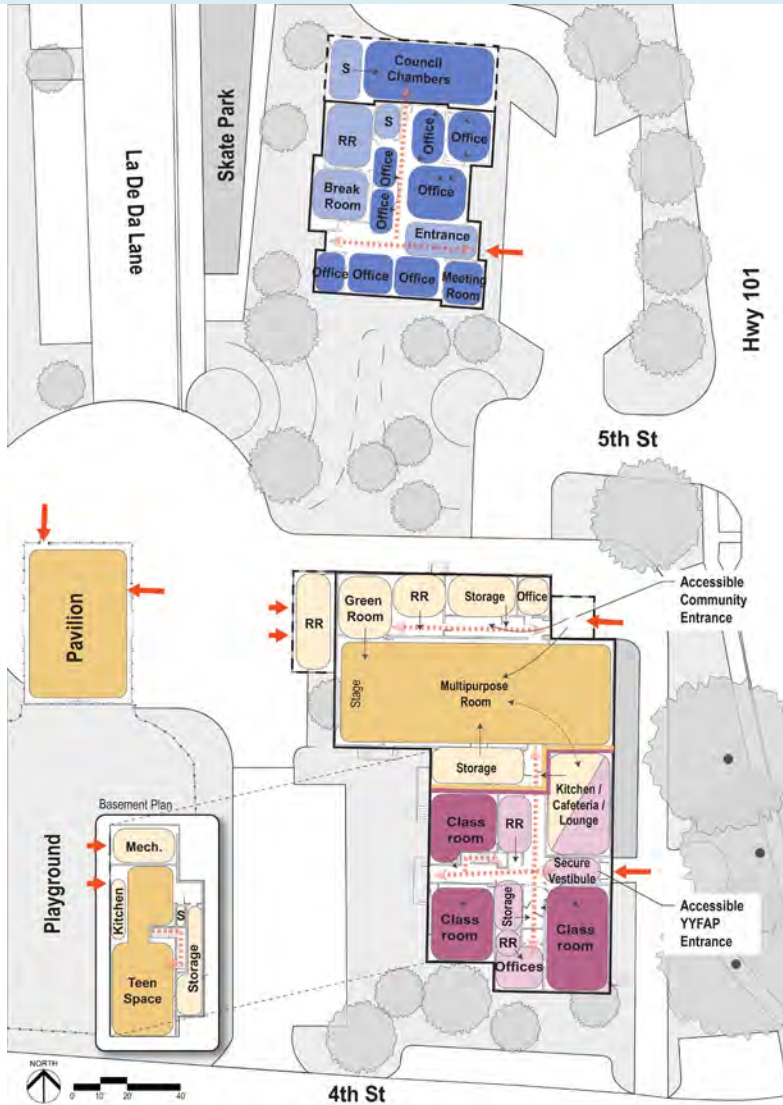 S
Council
Chambers
RR
S
Office
Office
Office
Break
Room
Office
Office
Entrance
Office
Office
Office
Meeting
Room
La De Da Lane
Skate Park
Hwy 101
5th St
Pavilion
RR
Green
Room
RR
Storage
Office
Accessible
Community
Entrance
Stage
Multipurpose
Room
Storage
Kitchen /
Cafeteria /
Lounge
Class
room
RR
Secure
Vestibule
Class
room
Storage
RR
Offices
Class
room
Accessible
YYFAP
Entrance
Playground
Basement Plan
Mech.
Kitchen
S
Storage
Teen
Space
NORTH
0 10' 20' 40'
4th St